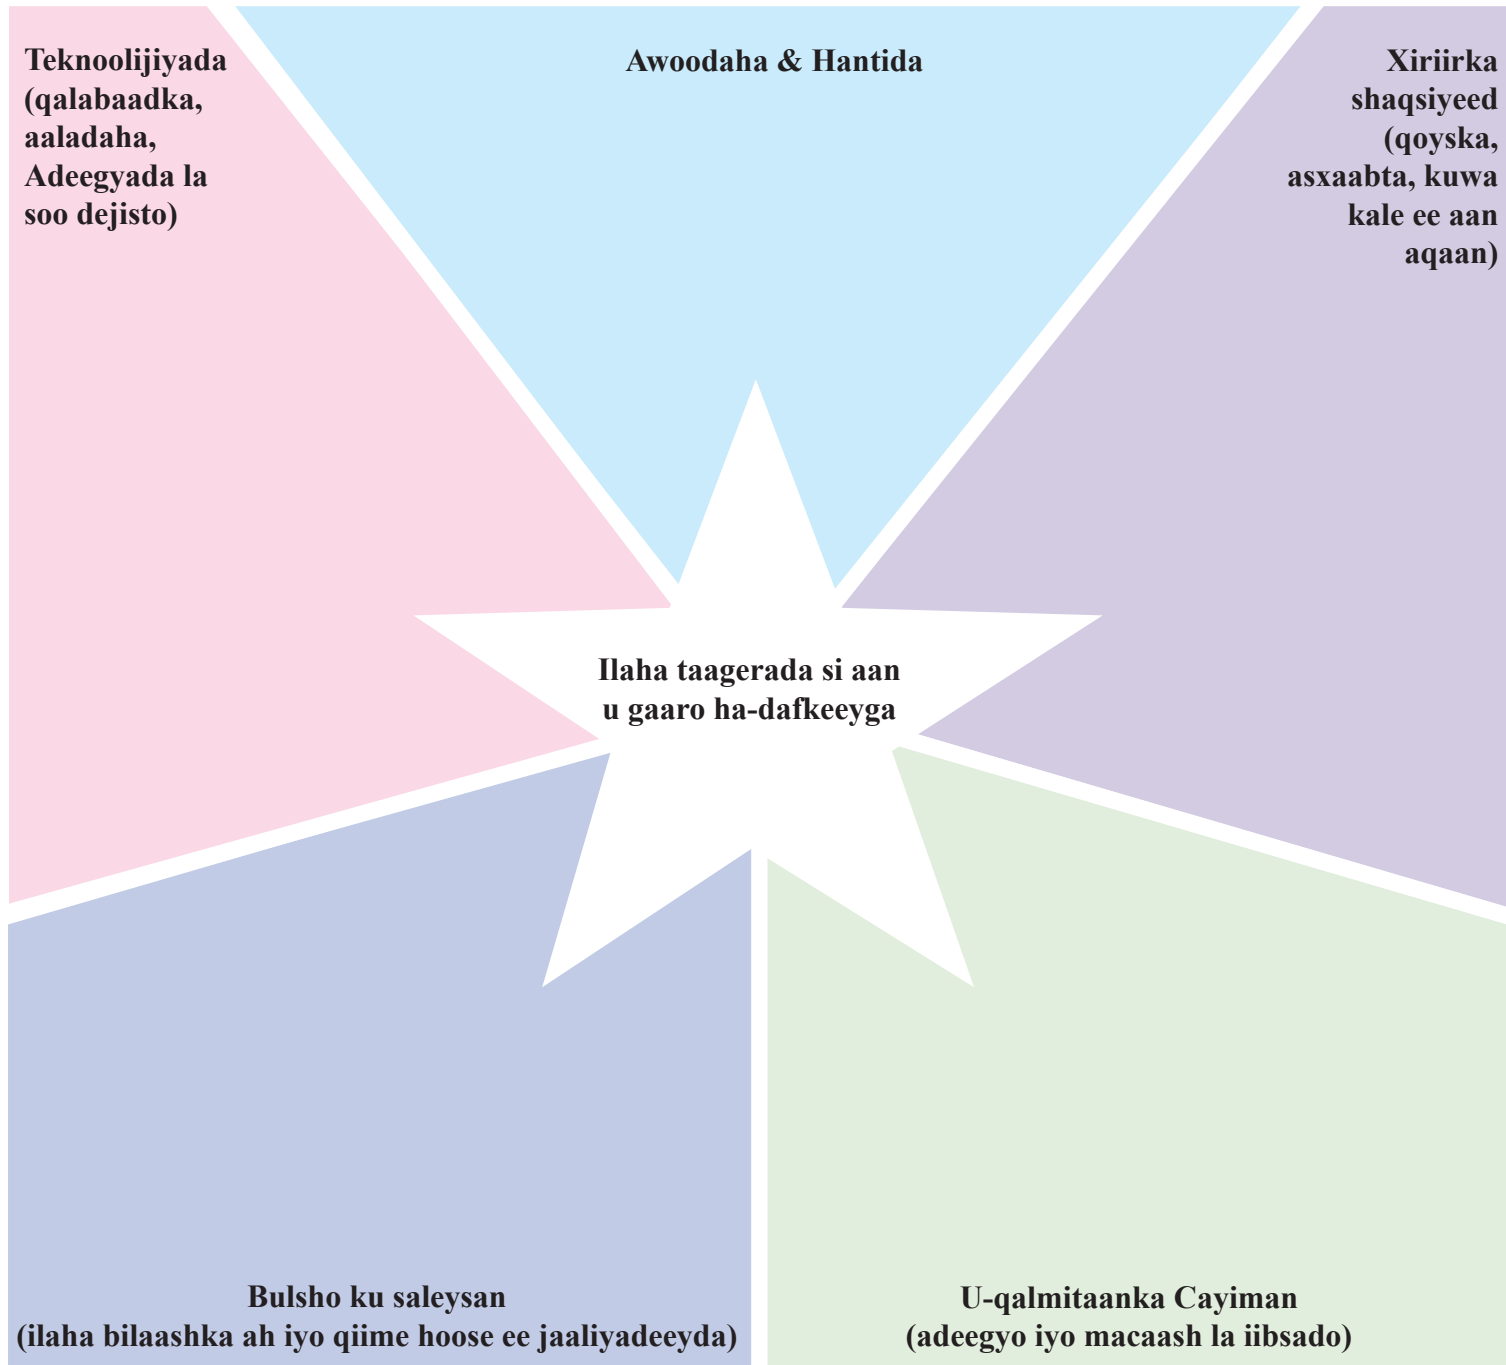 Teknoolijiyada
(qalabaadka,
aaladaha,
Adeegyada la
soo dejisto)
Awoodaha & Hantida
Xiriirka
shaqsiyeed
(qoyska,
asxaabta, kuwa
kale ee aan
aqaan)
Ilaha taagerada si aan
u gaaro ha-dafkeeyga
Bulsho ku saleysan
(ilaha bilaashka ah iyo qiime hoose ee jaaliyadeeyda)
U-qalmitaanka Cayiman
(adeegyo iyo macaash la iibsado)